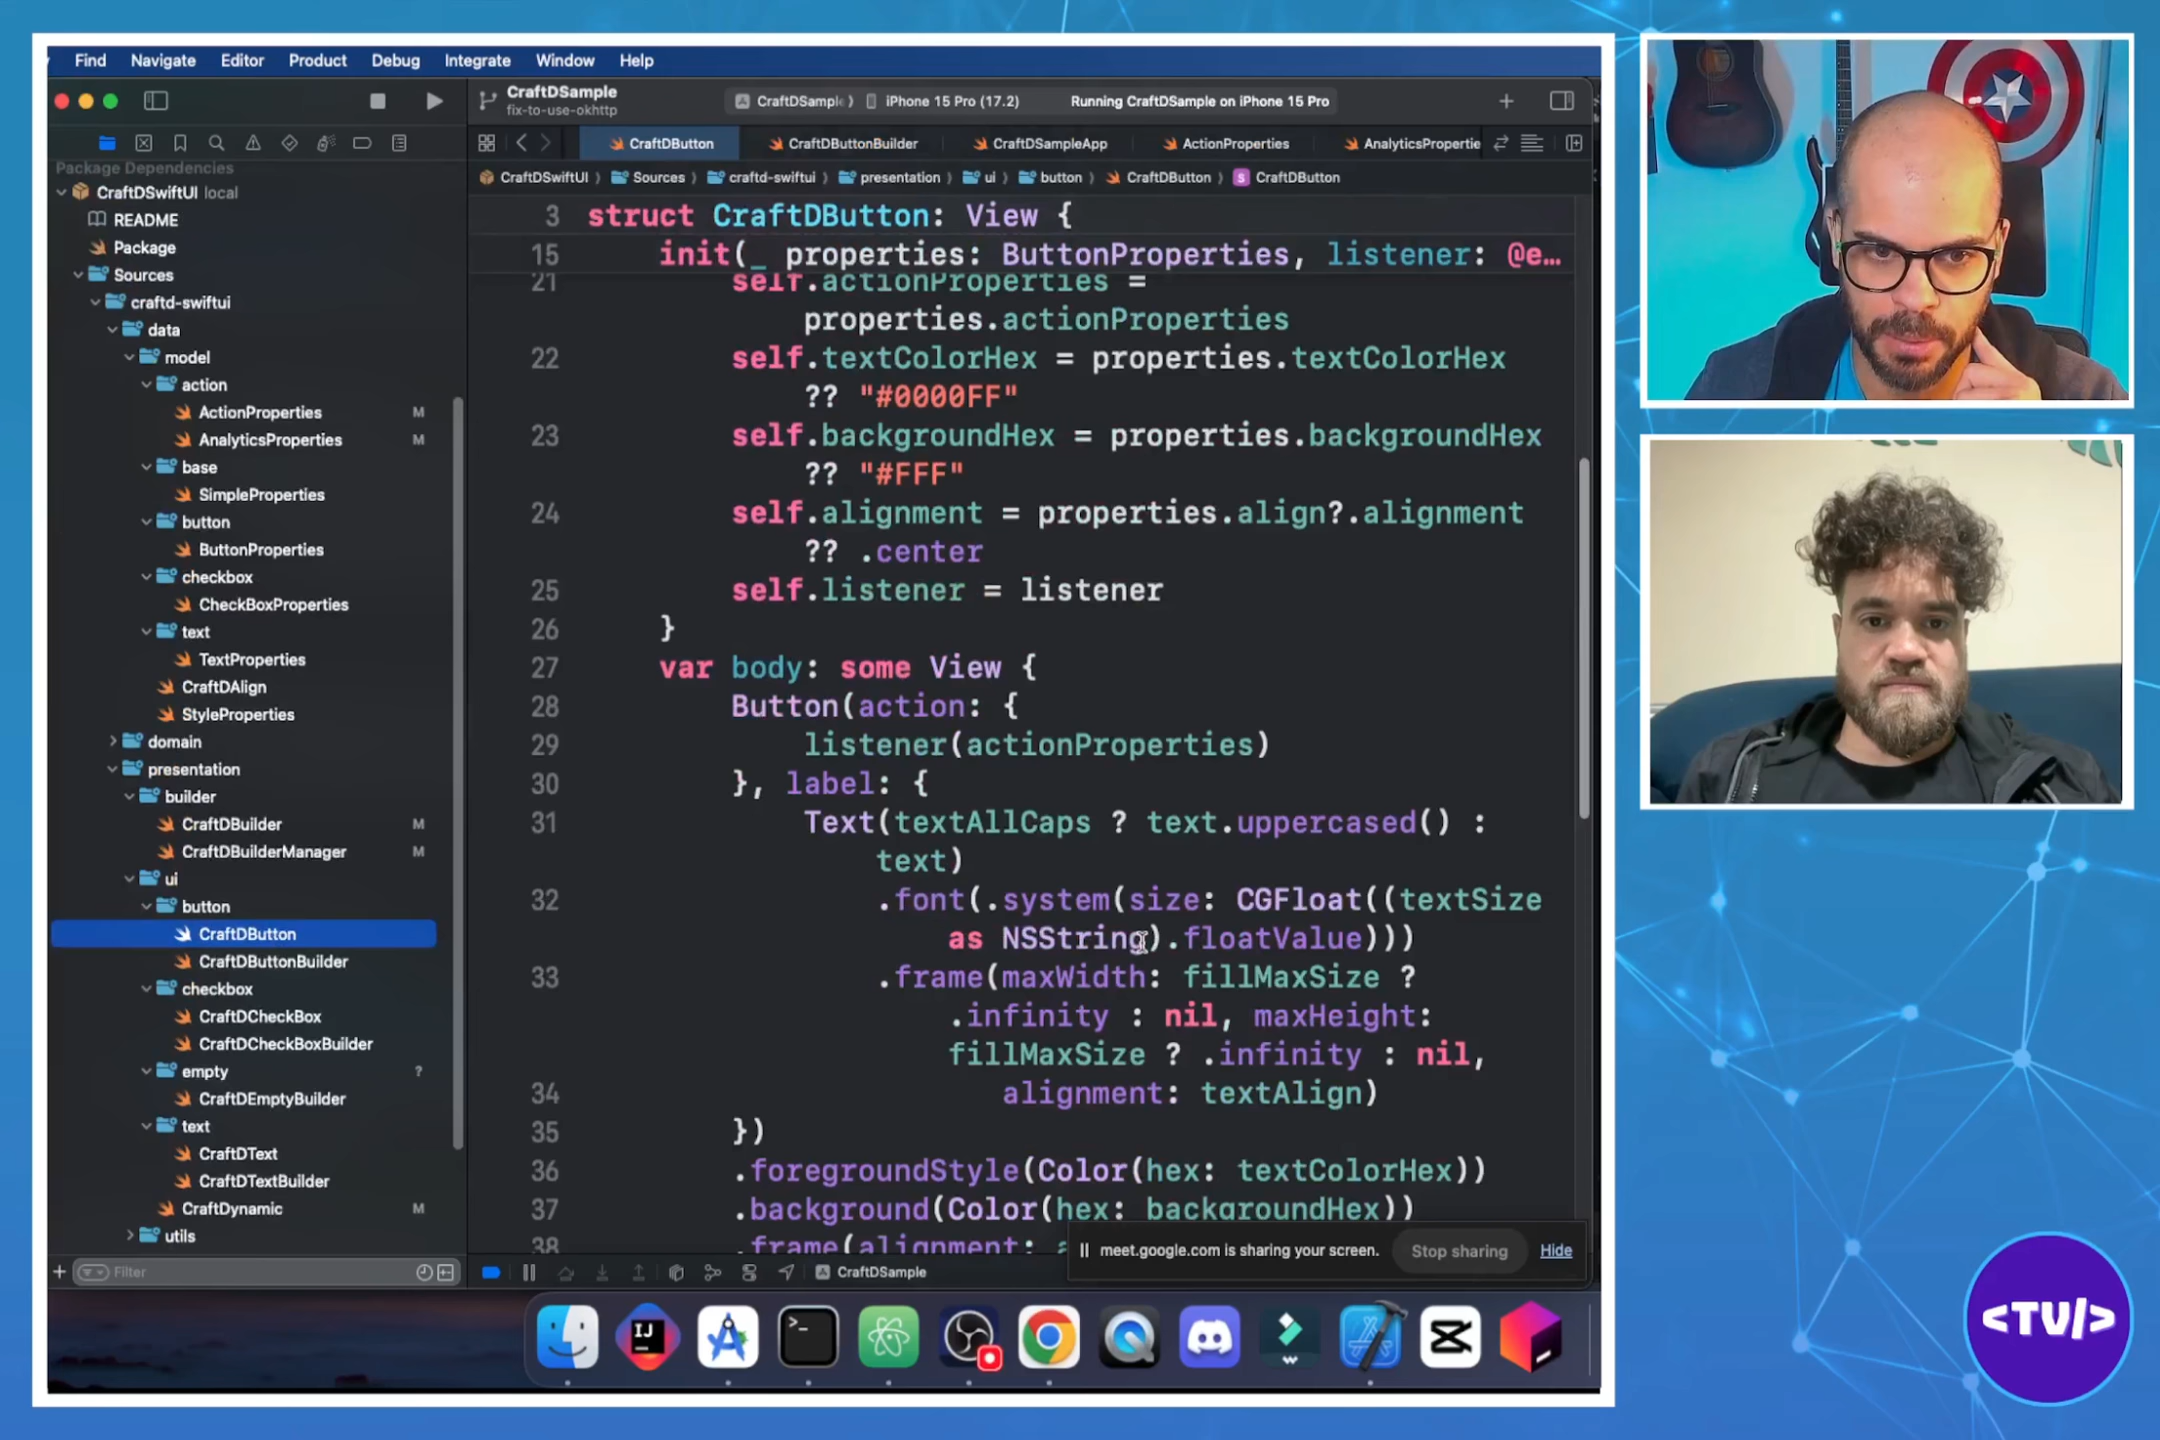 Find Navigate Editor Product Debug Integrate Window Help
CraftDSample
fix-to-use-okhttp
CraftDSampl
iPhone 15 Pro (17.2)
Running CraftDSample on iPhone 15 Pro
CraftDButton
CraftDButtonBuilder
CraftDSampleApp
ActionProperties
AnalyticsPropertie
CraftDSwiftUI
Sources
craftd-swiftui
presentation
ui
button
CraftDButton
S CraftDButton
Package Dependencies
CraftDSwiftUI local
README
Package
Sources
craftd-swiftui
data
model
action
ActionProperties M
AnalyticsProperties M
base
SimpleProperties
button
ButtonProperties
checkbox
CheckBoxProperties
text
TextProperties
CraftDAlign
StyleProperties
domain
presentation
builder
CraftDBuilder M
CraftDBuilderManager M
ui
button
CraftDButton
CraftDButtonBuilder
checkbox
CraftDCheckBox
CraftDCheckBoxBuilder
empty ?
CraftDEmptyBuilder
text
CraftDText
CraftDTextBuilder
CraftDynamic M
utils
Filter
3 struct CraftDButton: View {
15 init(_ properties: ButtonProperties, listener: @e…
21 self.actionProperties =
properties.actionProperties
22 self.textColorHex = properties.textColorHex
?? "#0000FF"
23 self.backgroundHex = properties.backgroundHex
?? "#FFF"
24 self.alignment = properties.align?.alignment
?? .center
25 self.listener = listener
26 }
27 var body: some View {
28 Button(action: {
29 listener(actionProperties)
30 }, label: {
31 Text(textAllCaps ? text.uppercased() :
text)
32 .font(.system(size: CGFloat((textSize
as NSString).floatValue)))
33 .frame(maxWidth: fillMaxSize ?
.infinity : nil, maxHeight:
fillMaxSize ? .infinity : nil,
34 alignment: textAlign)
35 })
36 .foregroundStyle(Color(hex: textColorHex))
37 .background(Color(hex: backgroundHex))
38 .frame(alignment:
meet.google.com is sharing your screen.
Stop sharing
Hide
CraftDSample
IJ
<TV/>